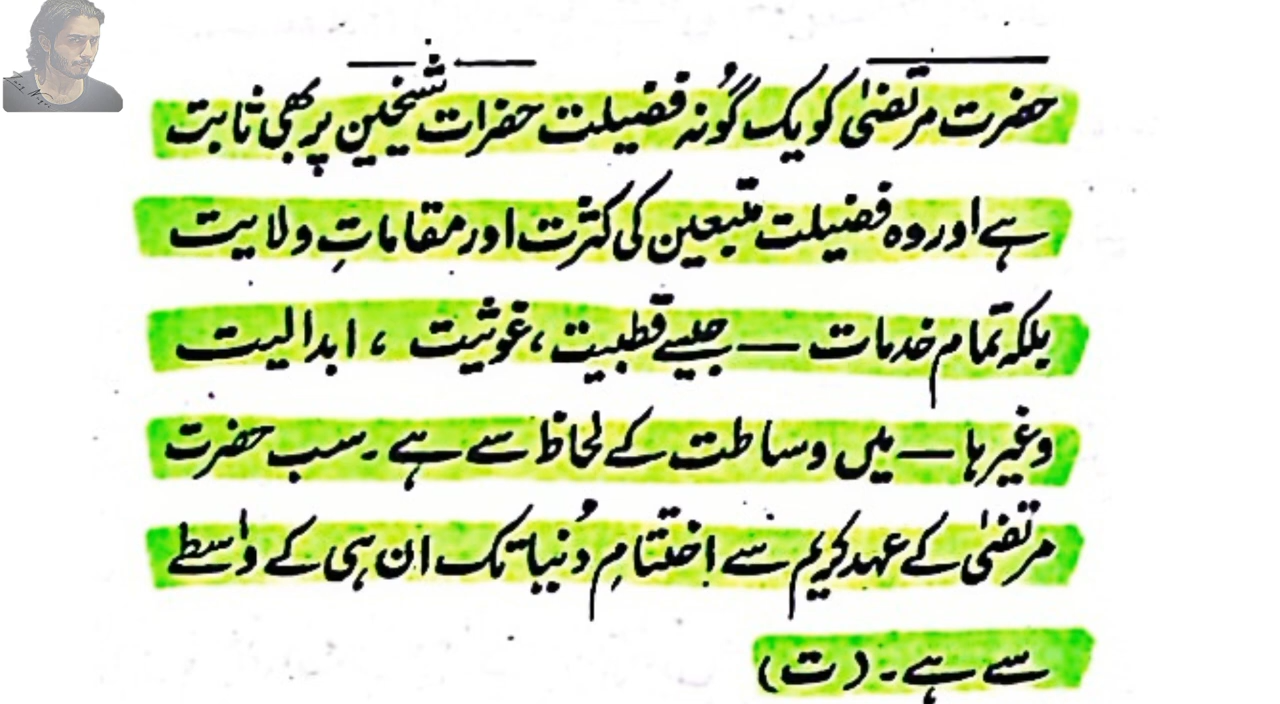 حضرت مرتضیٰ کو یک گُونہ فضیلت حضرات شیخین پر بھی ثابت
ہے اور وہ فضیلت متبعین کی کثرت اور مقاماتِ ولایت
بلکہ تمام خدمات — جیسے قطبیت ، غوثیت ، ابدالیت
وغیرہا — میں وساطت کے لحاظ سے ہے ۔ سب حضرت
مرتضیٰ کے عہد کریم سے اختتامِ دُنیا تک ان ہی کے واسطے
سے ہے ۔ (ت)